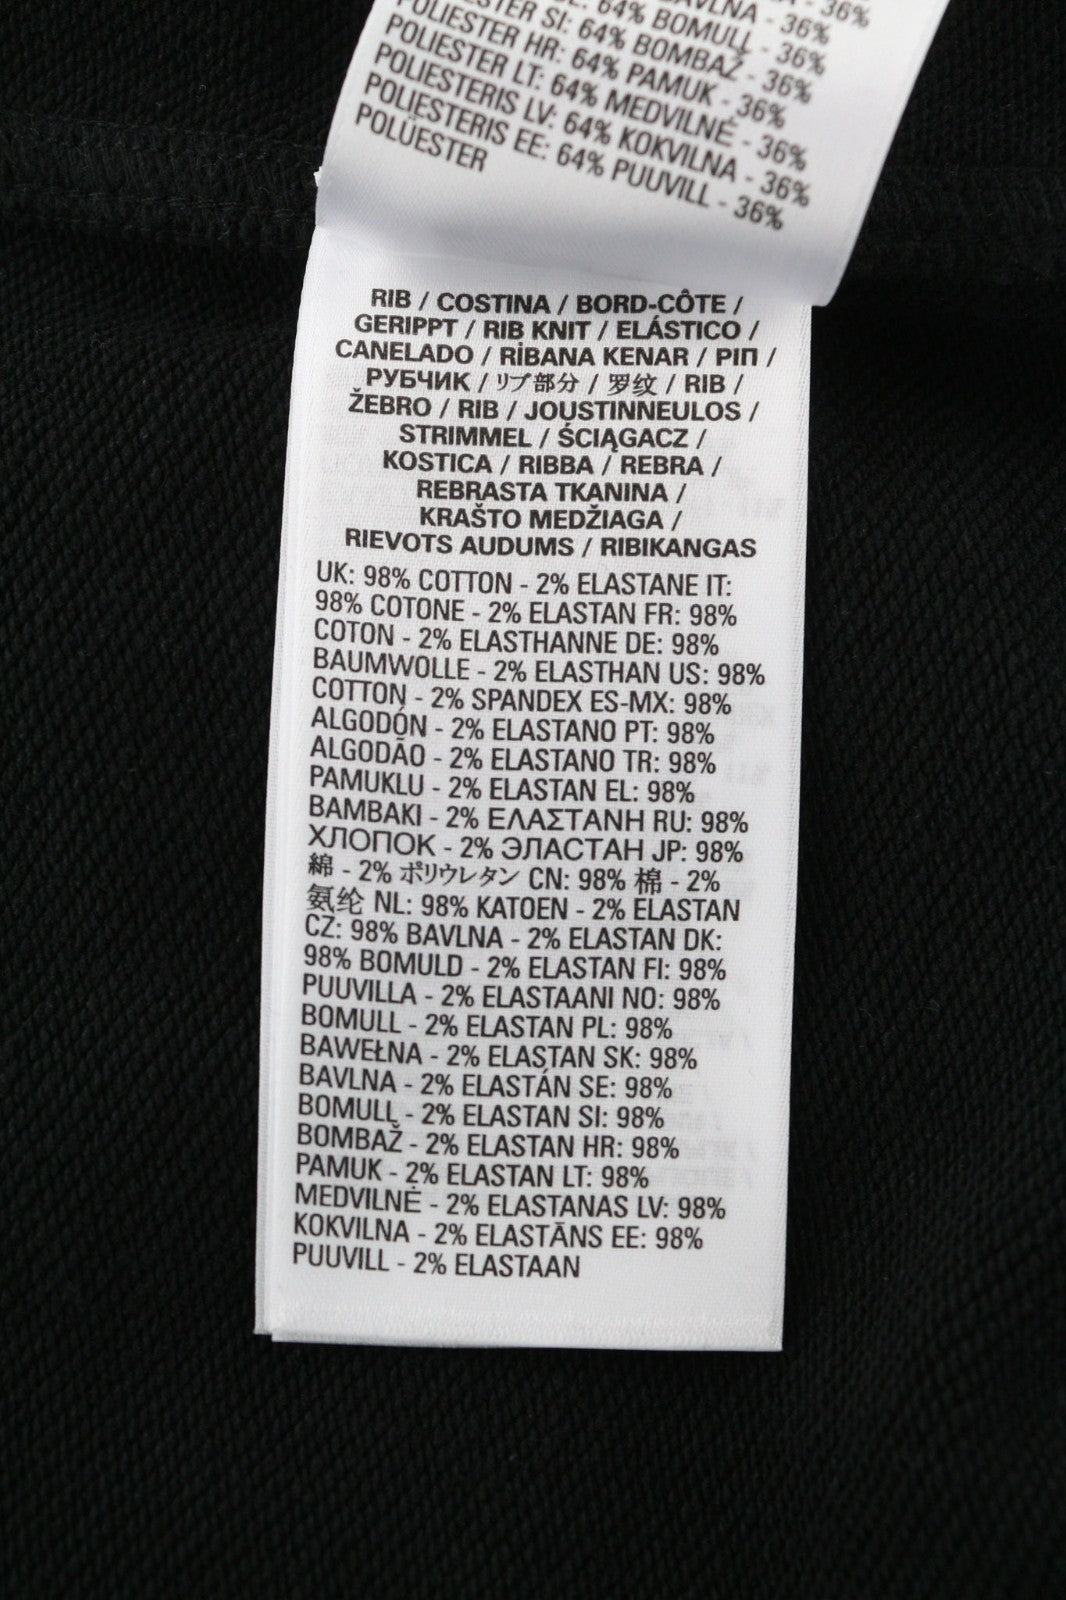 BAVLNA - 36%
64% BOMULL - 36%
POLIESTER SI: 64% BOMBAŽ - 36%
POLIESTER HR: 64% PAMUK - 36%
POLIESTER LT: 64% MEDVILNĖ - 36%
POLIESTERIS LV: 64% KOKVILNA - 36%
POLIESTERIS EE: 64% PUUVILL - 36%
POLÜESTER
RIB / COSTINA / BORD-CÔTE /
GERIPPT / RIB KNIT / ELÁSTICO /
CANELADO / RİBANA KENAR / ΡΙΠ /
РУБЧИК / リブ部分 / 罗纹 / RIB /
ŽEBRO / RIB / JOUSTINNEULOS /
STRIMMEL / ŚCIĄGACZ /
KOSTICA / RIBBA / REBRA /
REBRASTA TKANINA /
KRAŠTO MEDŽIAGA /
RIEVOTS AUDUMS / RIBIKANGAS
UK: 98% COTTON - 2% ELASTANE IT:
98% COTONE - 2% ELASTAN FR: 98%
COTON - 2% ELASTHANNE DE: 98%
BAUMWOLLE - 2% ELASTHAN US: 98%
COTTON - 2% SPANDEX ES-MX: 98%
ALGODÓN - 2% ELASTANO PT: 98%
ALGODÃO - 2% ELASTANO TR: 98%
PAMUKLU - 2% ELASTAN EL: 98%
ΒΑΜΒΑΚΙ - 2% ΕΛΑΣΤΑΝΗ RU: 98%
ХЛОПОК - 2% ЭЛАСТАН JP: 98%
綿 - 2% ポリウレタン CN: 98% 棉 - 2%
氨纶 NL: 98% KATOEN - 2% ELASTAN
CZ: 98% BAVLNA - 2% ELASTAN DK:
98% BOMULD - 2% ELASTAN FI: 98%
PUUVILLA - 2% ELASTAANI NO: 98%
BOMULL - 2% ELASTAN PL: 98%
BAWEŁNA - 2% ELASTAN SK: 98%
BAVLNA - 2% ELASTÁN SE: 98%
BOMULL - 2% ELASTAN SI: 98%
BOMBAŽ - 2% ELASTAN HR: 98%
PAMUK - 2% ELASTAN LT: 98%
MEDVILNĖ - 2% ELASTANAS LV: 98%
KOKVILNA - 2% ELASTĀNS EE: 98%
PUUVILL - 2% ELASTAAN